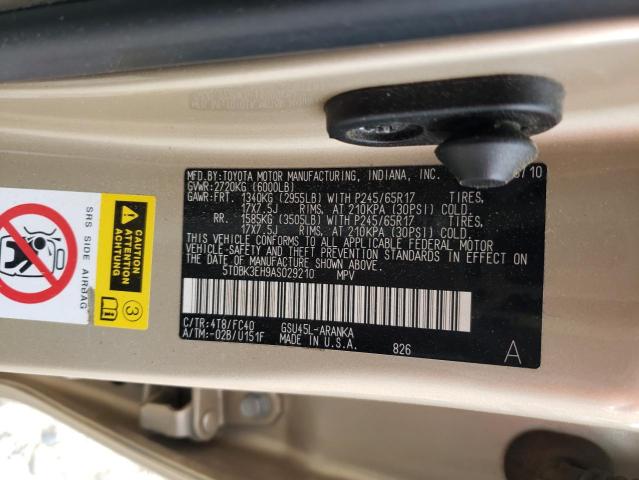 MFD.BY: TOYOTA MOTOR MANUFACTURING, INDIANA, INC. /10
GVWR: 2720KG (6000LB)
GAWR: FRT. 1340KG (2955LB) WITH P245/65R17 TIRES,
17X7.5J RIMS, AT 210KPA (30PSI) COLD
RR. 1585KG (3505LB) WITH P245/65R17 TIRES,
17X7.5J RIMS, AT 210KPA (30PSI) COLD
THIS VEHICLE CONFORMS TO ALL APPLICABLE FEDERAL MOTOR
VEHICLE-SAFETY AND THEFT PREVENTION STANDARDS IN EFFECT
ON THE DATE OF MANUFACTURE SHOWN ABOVE.
5TDBK3EH9AS029210 MPV
C/TR: 4T8/FC40 GSU45L-ARANKA
A/TM: -02B/U151F MADE IN U.S.A.
826 A
SRS SIDE AIRBAG
CAUTION
ATTENTION
3